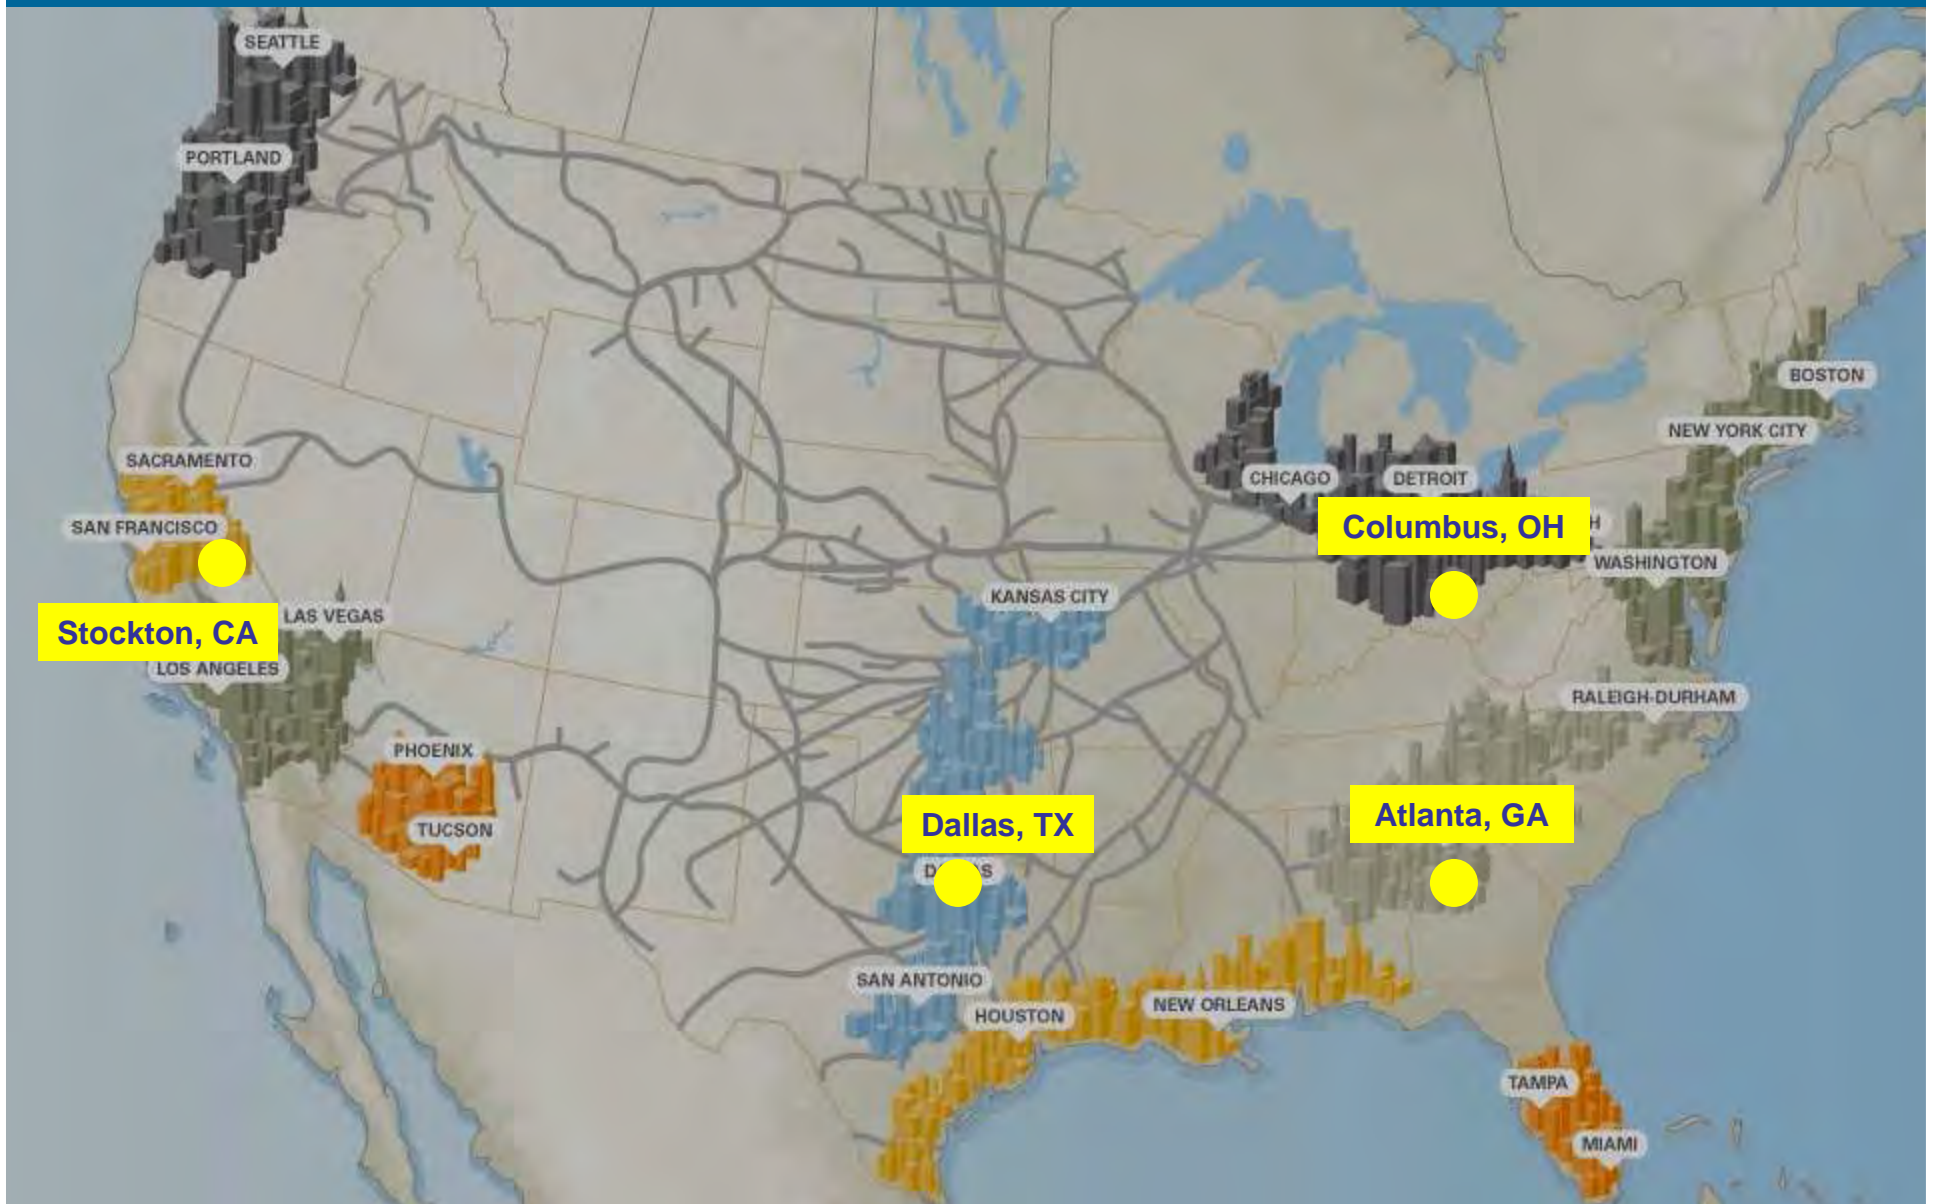 SEATTLE
PORTLAND
BOSTON
NEW YORK CITY
SACRAMENTO
CHICAGO
DETROIT
SAN FRANCISCO
Columbus, OH
H
WASHINGTON
KANSAS CITY
LAS VEGAS
Stockton, CA
LOS ANGELES
RALEIGH-DURHAM
PHOENIX
TUCSON
Dallas, TX
Atlanta, GA
D S
SAN ANTONIO
NEW ORLEANS
HOUSTON
TAMPA
MIAMI